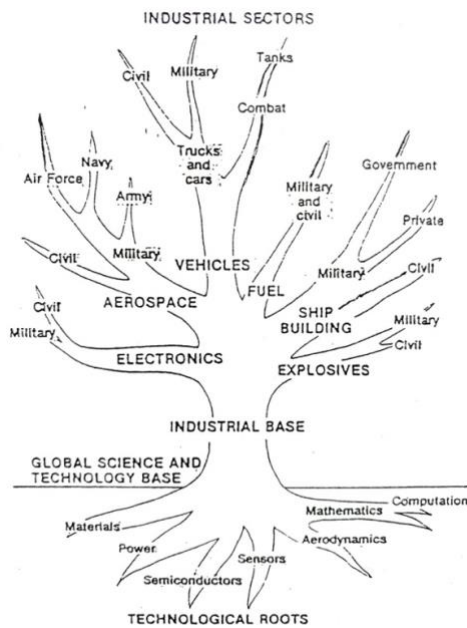 INDUSTRIAL SECTORS
Civil
Military
Tanks
Combat
Trucks
and
cars
Navy
Air Force
Army
Military
Civil
Military
and
civil
Government
Private
Military
Civil
VEHICLES
FUEL
AEROSPACE
SHIP
BUILDING
Civil
Military
Military
Civil
ELECTRONICS
EXPLOSIVES
INDUSTRIAL BASE
GLOBAL SCIENCE AND
TECHNOLOGY BASE
Computation
Mathematics
Materials
Aerodynamics
Power
Sensors
Semiconductors
TECHNOLOGICAL ROOTS